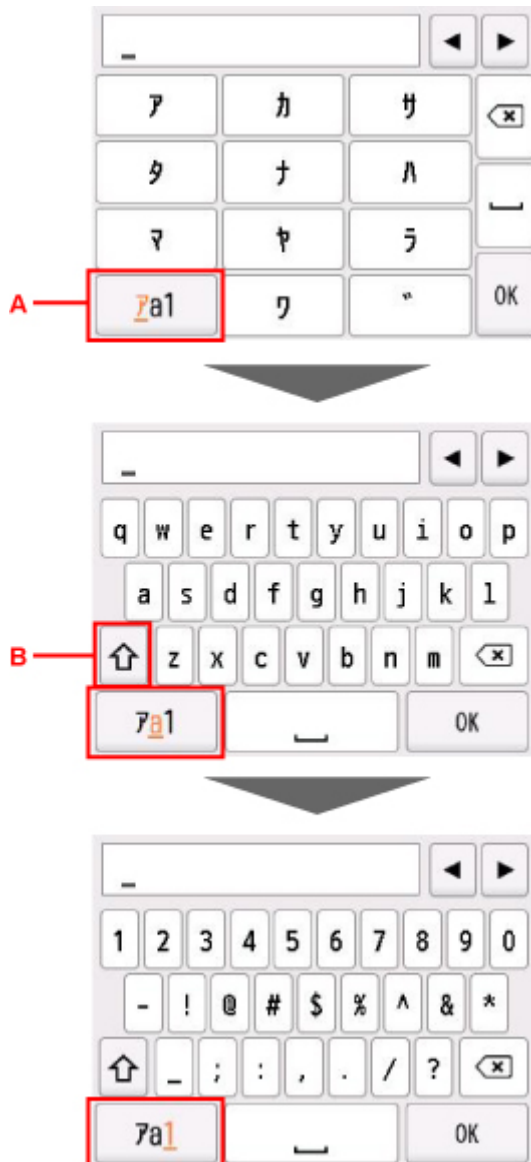 _ ◀ ▶
ア カ サ
タ ナ ハ
マ ヤ ラ
A アa1 ワ ゛ OK
_ ◀ ▶
q w e r t y u i o p
a s d f g h j k l
B z x c v b n m
アa1 OK
_ ◀ ▶
1 2 3 4 5 6 7 8 9 0
- ! @ # $ % ^ & *
_ ; : , . / ?
アa1 OK